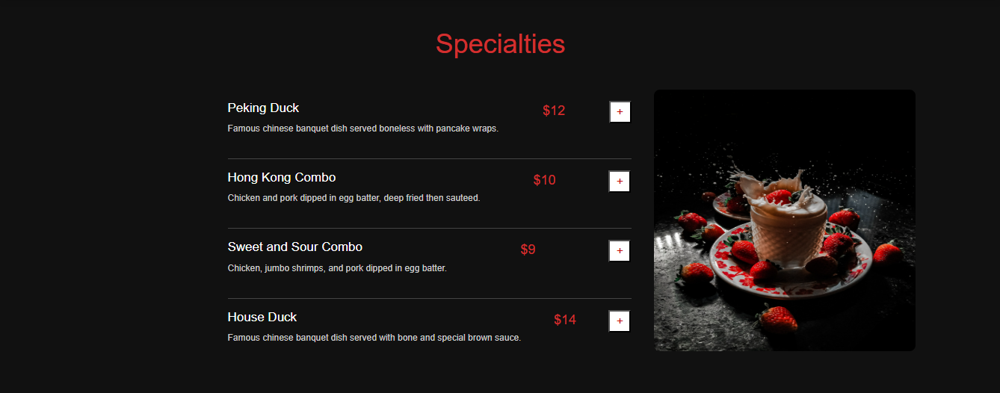 Specialties
Peking Duck
$12
+
Famous chinese banquet dish served boneless with pancake wraps.
Hong Kong Combo
$10
+
Chicken and pork dipped in egg batter, deep fried then sauteed.
Sweet and Sour Combo
$9
+
Chicken, jumbo shrimps, and pork dipped in egg batter.
House Duck
$14
+
Famous chinese banquet dish served with bone and special brown sauce.